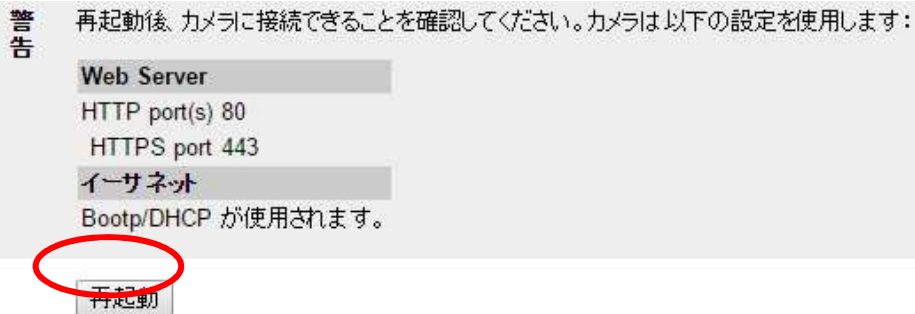 警告
再起動後、カメラに接続できることを確認してください。カメラは以下の設定を使用します：
Web Server
HTTP port(s) 80
HTTPS port 443
イーサネット
Bootp/DHCP が使用されます。
再起動